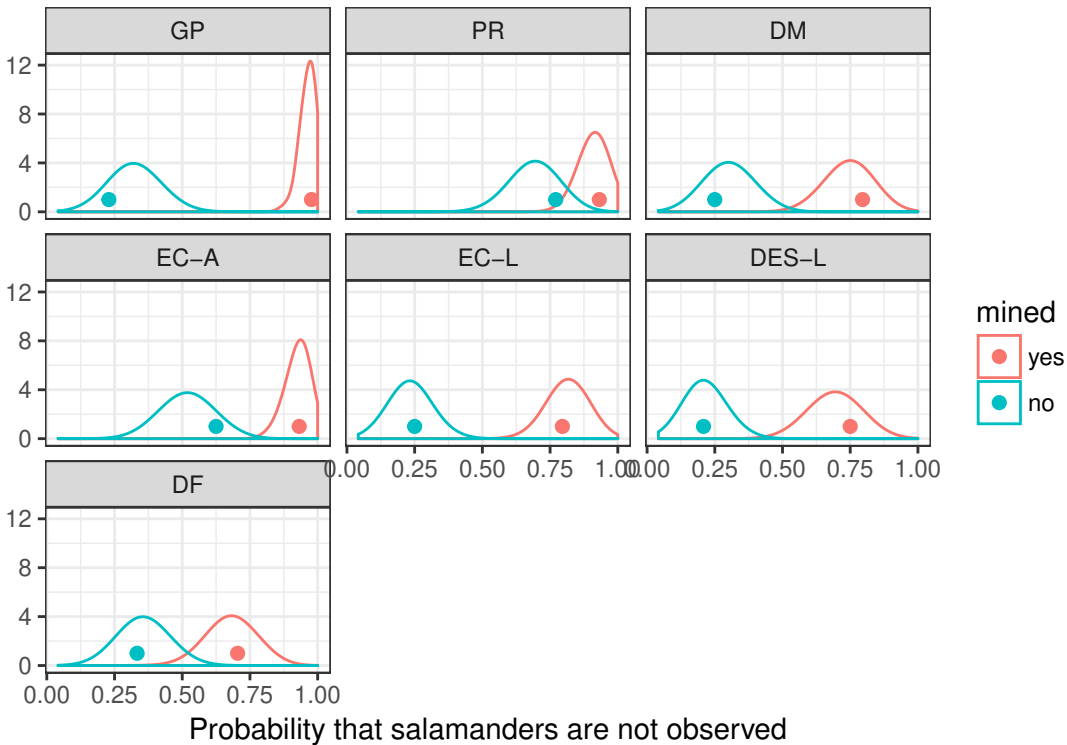 GP PR DM
12
8
4
0
EC−A EC−L DES−L
12
8
4
0
0.00 0.25 0.50 0.75 1.00 0.00 0.25 0.50 0.75 1.00
DF
12
8
4
0
0.00 0.25 0.50 0.75 1.00
Probability that salamanders are not observed
mined
yes
no